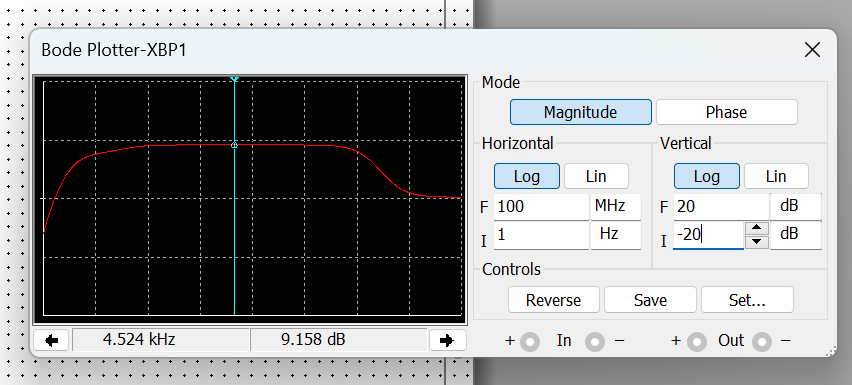 Bode Plotter-XBP1
Mode
Magnitude Phase
Horizontal Vertical
Log Lin Log Lin
F 100 MHz F 20 dB
I 1 Hz I -20 dB
Controls
Reverse Save Set...
4.524 kHz 9.158 dB + In − + Out −